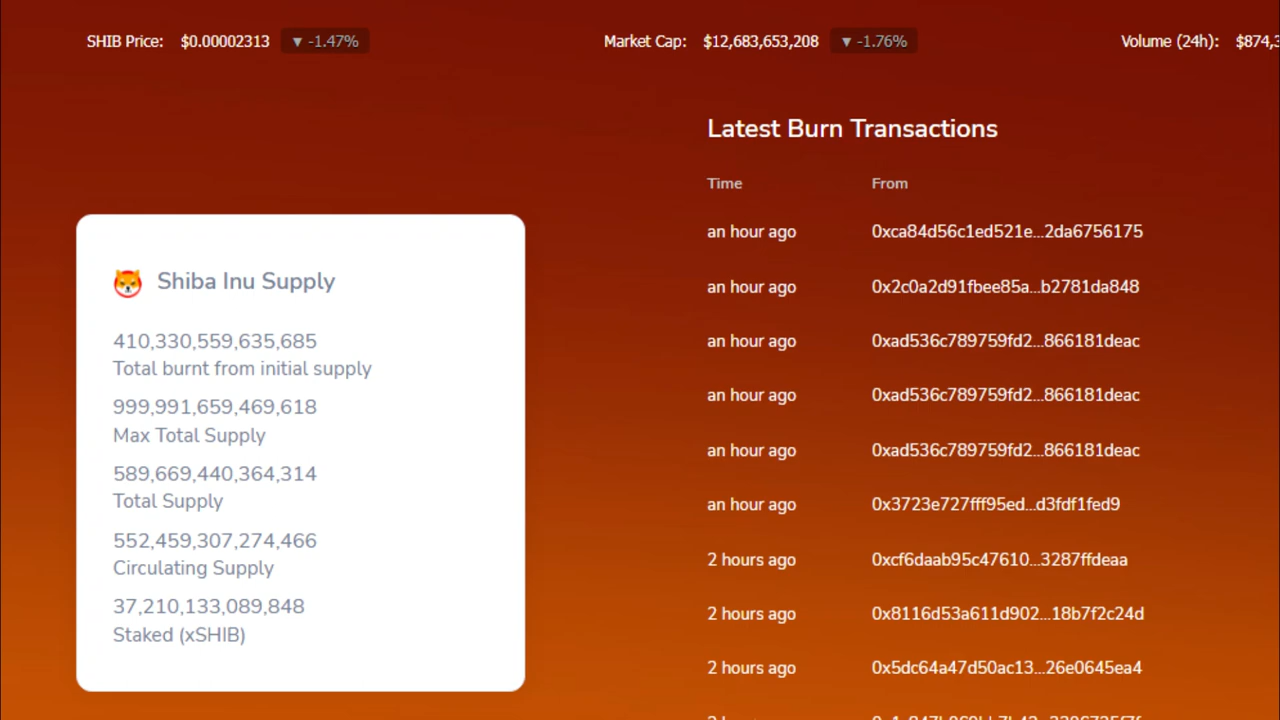 SHIB Price: $0.00002313 ▼ -1.47% Market Cap: $12,683,653,208 ▼ -1.76% Volume (24h): $874,3
Latest Burn Transactions
Time From
an hour ago 0xca84d56c1ed521e...2da6756175
an hour ago 0x2c0a2d91fbee85a...b2781da848
an hour ago 0xad536c789759fd2...866181deac
an hour ago 0xad536c789759fd2...866181deac
an hour ago 0xad536c789759fd2...866181deac
an hour ago 0x3723e727fff95ed...d3fdf1fed9
2 hours ago 0xcf6daab95c47610...3287ffdeaa
2 hours ago 0x8116d53a611d902...18b7f2c24d
2 hours ago 0x5dc64a47d50ac13...26e0645ea4
Shiba Inu Supply
410,330,559,635,685
Total burnt from initial supply
999,991,659,469,618
Max Total Supply
589,669,440,364,314
Total Supply
552,459,307,274,466
Circulating Supply
37,210,133,089,848
Staked (xSHIB)